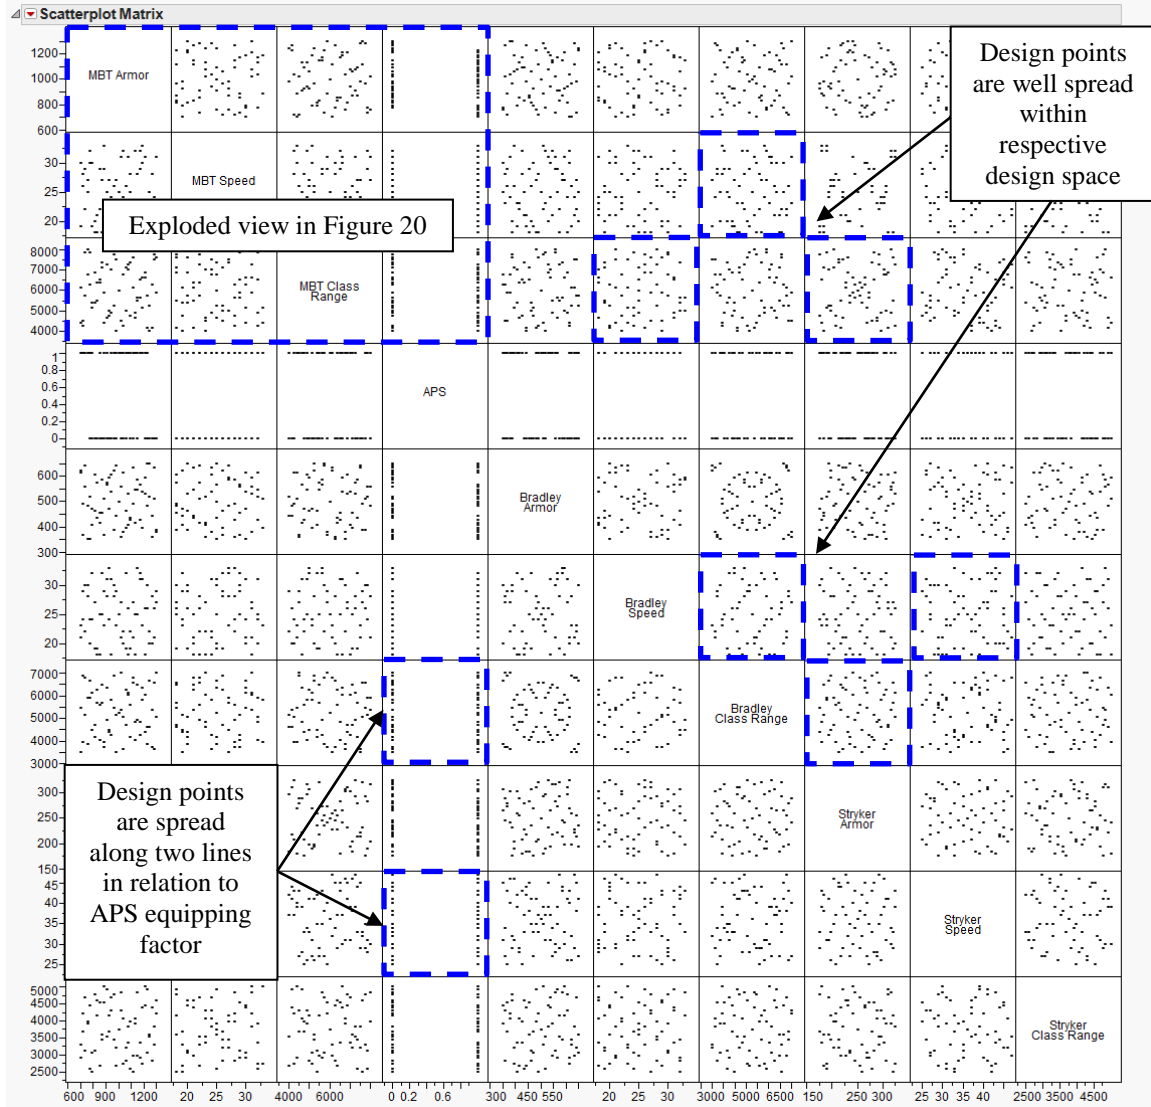 Scatterplot Matrix
Design points
are well spread
within
respective
design space
1200
1000
800
600
MBT Armor
30
25
20
MBT Speed
Exploded view in Figure 20
8000
7000
6000
5000
4000
MBT Class
Range
1
0.8
0.6
0.4
0.2
0
APS
600
500
400
300
Bradley
Armor
30
25
20
Bradley
Speed
7000
6000
5000
4000
3000
Bradley
Class Range
Design points
are spread
along two lines
in relation to
APS equipping
factor
300
250
200
150
Stryker
Armor
45
40
35
30
25
Stryker
Speed
5000
4500
4000
3500
3000
2500
Stryker
Class Range
600 900 1200 20 25 30 4000 6000 0 0.2 0.6 300 450 550 20 25 30 3000 5000 6500 150 250 300 25 30 35 40 2500 3500 4500